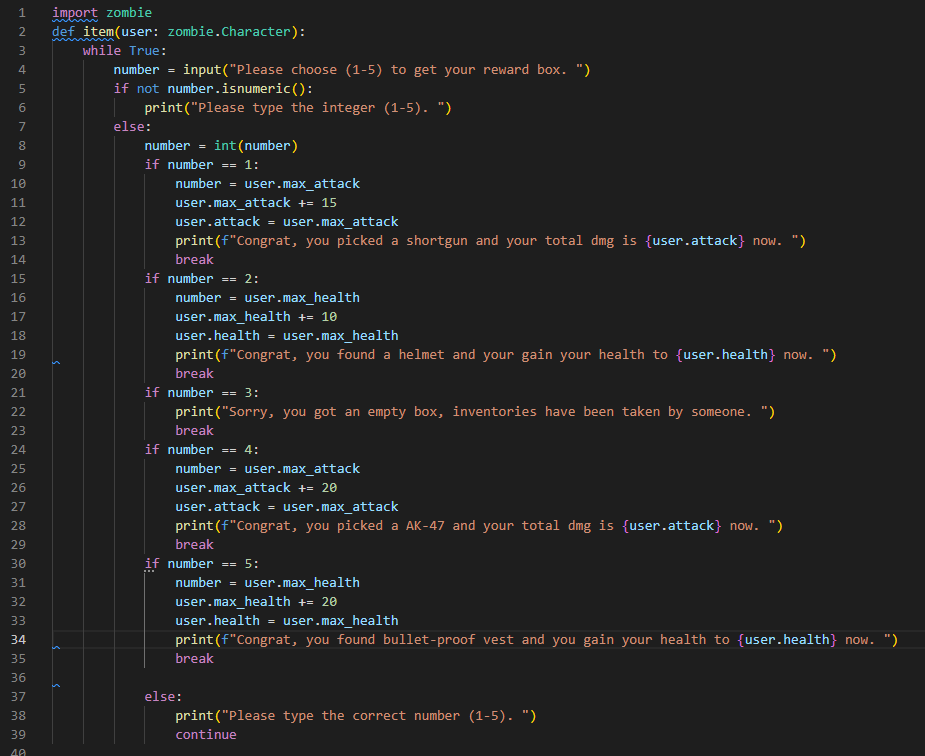 1 import zombie
2 def item(user: zombie.Character):
3     while True:
4         number = input("Please choose (1-5) to get your reward box. ")
5         if not number.isnumeric():
6             print("Please type the integer (1-5). ")
7         else:
8             number = int(number)
9             if number == 1:
10                 number = user.max_attack
11                 user.max_attack += 15
12                 user.attack = user.max_attack
13                 print(f"Congrat, you picked a shortgun and your total dmg is {user.attack} now. ")
14                 break
15             if number == 2:
16                 number = user.max_health
17                 user.max_health += 10
18                 user.health = user.max_health
19                 print(f"Congrat, you found a helmet and your gain your health to {user.health} now. ")
20                 break
21             if number == 3:
22                 print("Sorry, you got an empty box, inventories have been taken by someone. ")
23                 break
24             if number == 4:
25                 number = user.max_attack
26                 user.max_attack += 20
27                 user.attack = user.max_attack
28                 print(f"Congrat, you picked a AK-47 and your total dmg is {user.attack} now. ")
29                 break
30             if number == 5:
31                 number = user.max_health
32                 user.max_health += 20
33                 user.health = user.max_health
34                 print(f"Congrat, you found bullet-proof vest and you gain your health to {user.health} now. ")
35                 break
36
37             else:
38                 print("Please type the correct number (1-5). ")
39                 continue
40